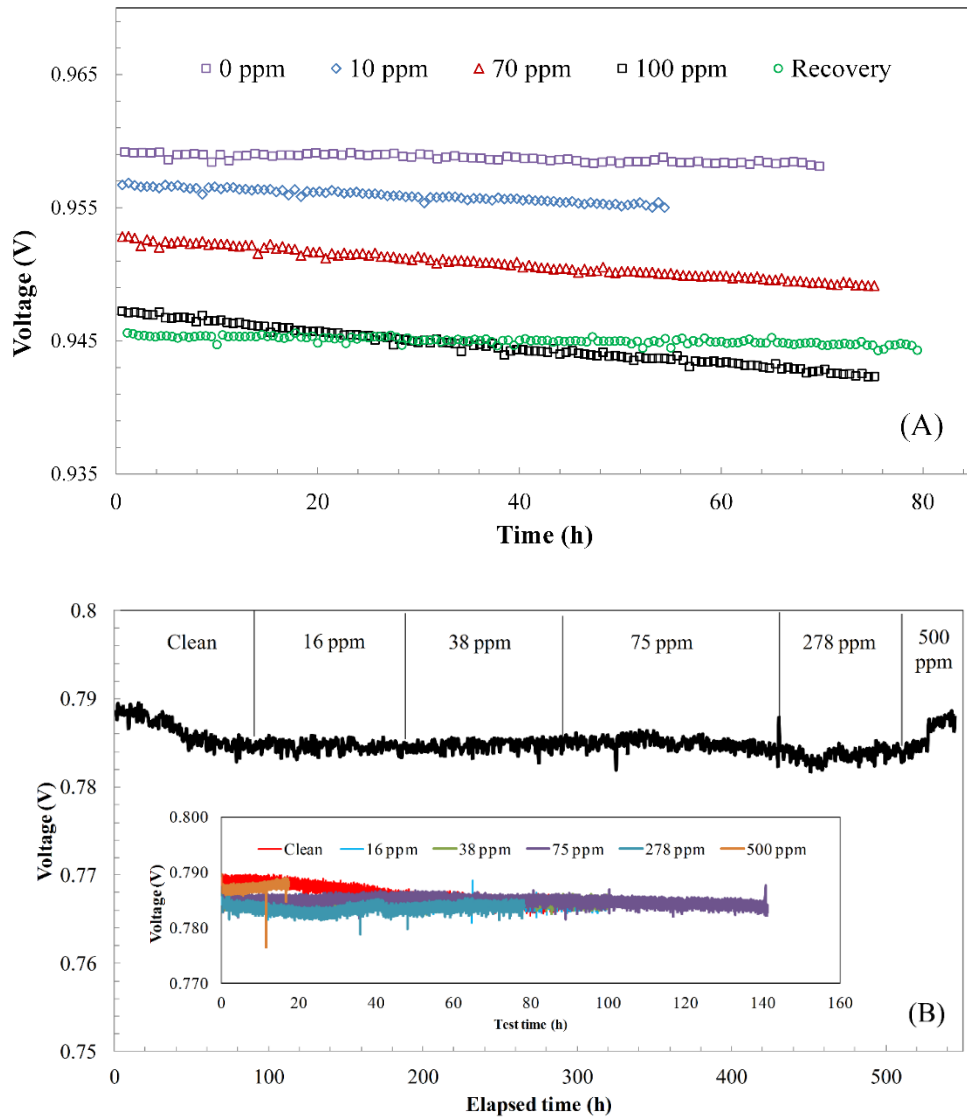 0.965
0 ppm 10 ppm 70 ppm 100 ppm Recovery
0.955
Voltage (V)
0.945
(A)
0.935
0 20 40 60 80
Time (h)
0.8
Clean 16 ppm 38 ppm 75 ppm 278 ppm 500 ppm
0.79
0.78
Voltage (V)
0.800
Clean 16 ppm 38 ppm 75 ppm 278 ppm 500 ppm
0.77
0.790
Voltage (V)
0.780
0.76
0.770
0 20 40 60 80 100 120 140 160
Test time (h)
(B)
0.75
0 100 200 300 400 500
Elapsed time (h)